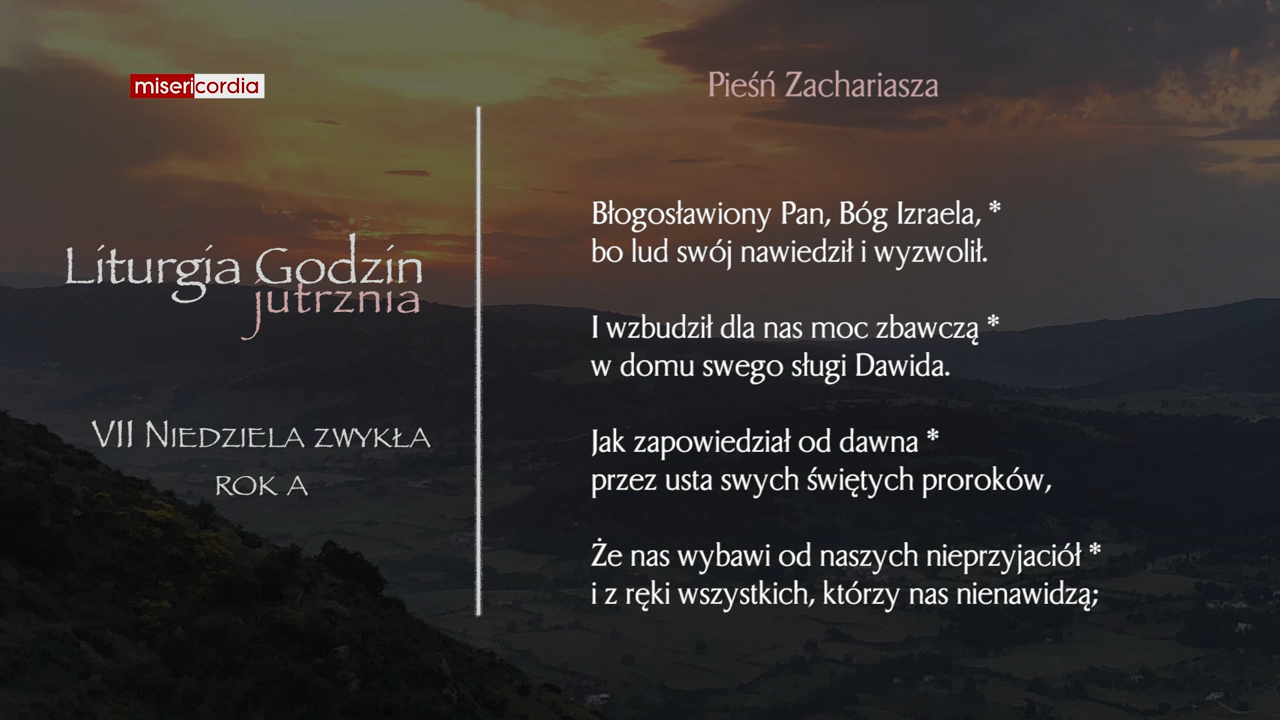 misericordia
Liturgia Godzin
jutrznia
VII Niedziela zwykła
rok A
Pieśń Zachariasza
Błogosławiony Pan, Bóg Izraela, *
bo lud swój nawiedził i wyzwolił.
I wzbudził dla nas moc zbawczą *
w domu swego sługi Dawida.
Jak zapowiedział od dawna *
przez usta swych świętych proroków,
Że nas wybawi od naszych nieprzyjaciół *
i z ręki wszystkich, którzy nas nienawidzą;